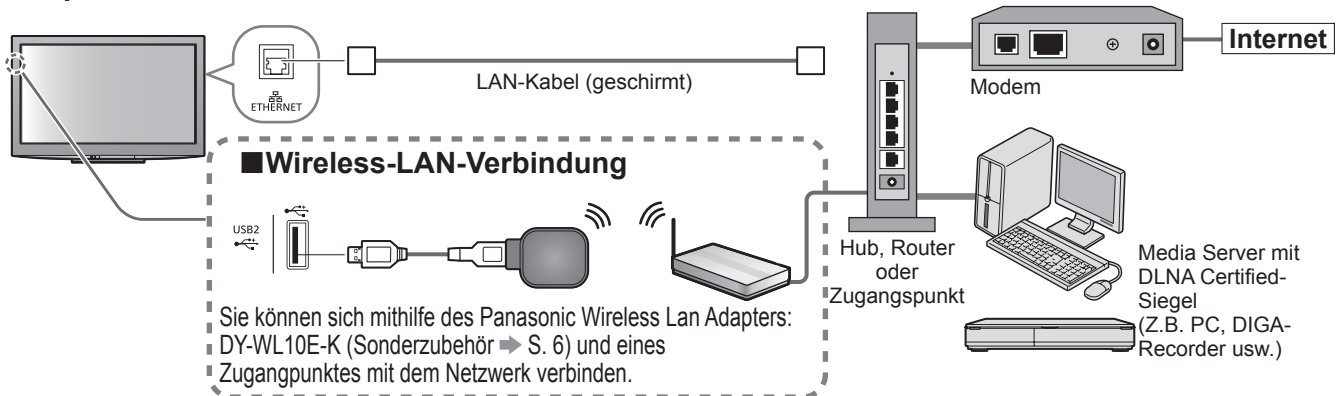 ETHERNET
LAN-Kabel (geschirmt)
Modem
Internet
■Wireless-LAN-Verbindung
USB2
Sie können sich mithilfe des Panasonic Wireless Lan Adapters:
DY-WL10E-K (Sonderzubehör ➡ S. 6) und eines
Zugangpunktes mit dem Netzwerk verbinden.
Hub, Router
oder
Zugangspunkt
Media Server mit
DLNA Certified-
Siegel
(Z.B. PC, DIGA-
Recorder usw.)